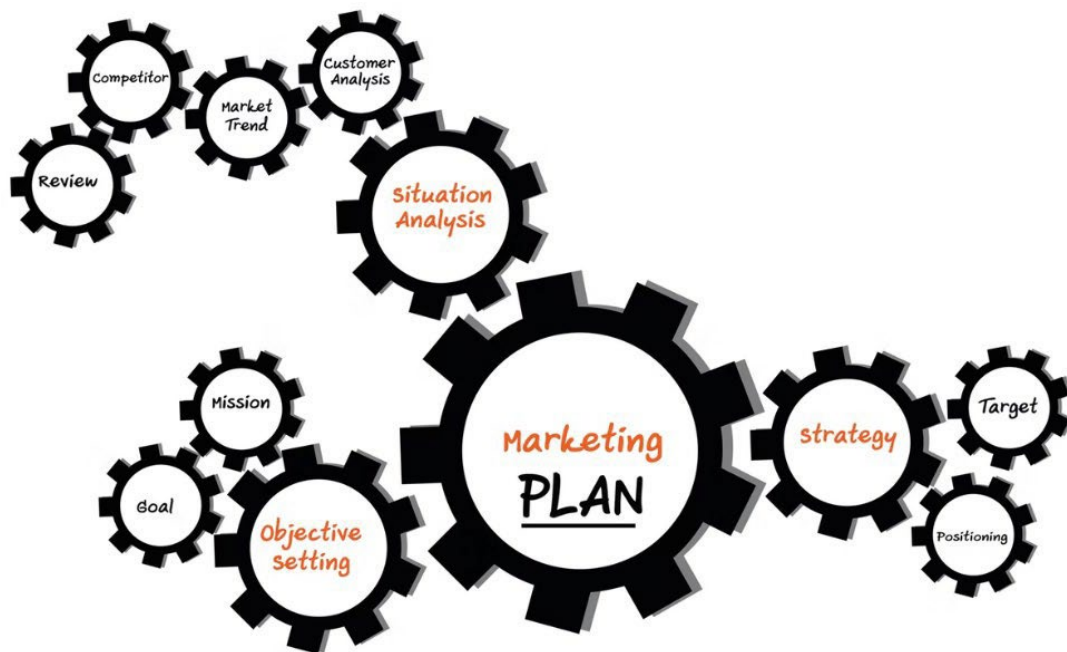 Customer
Analysis
Competitor
Market
Trend
Review
Situation
Analysis
Mission
Goal
Objective
Setting
Marketing
PLAN
Strategy
Target
Positioning